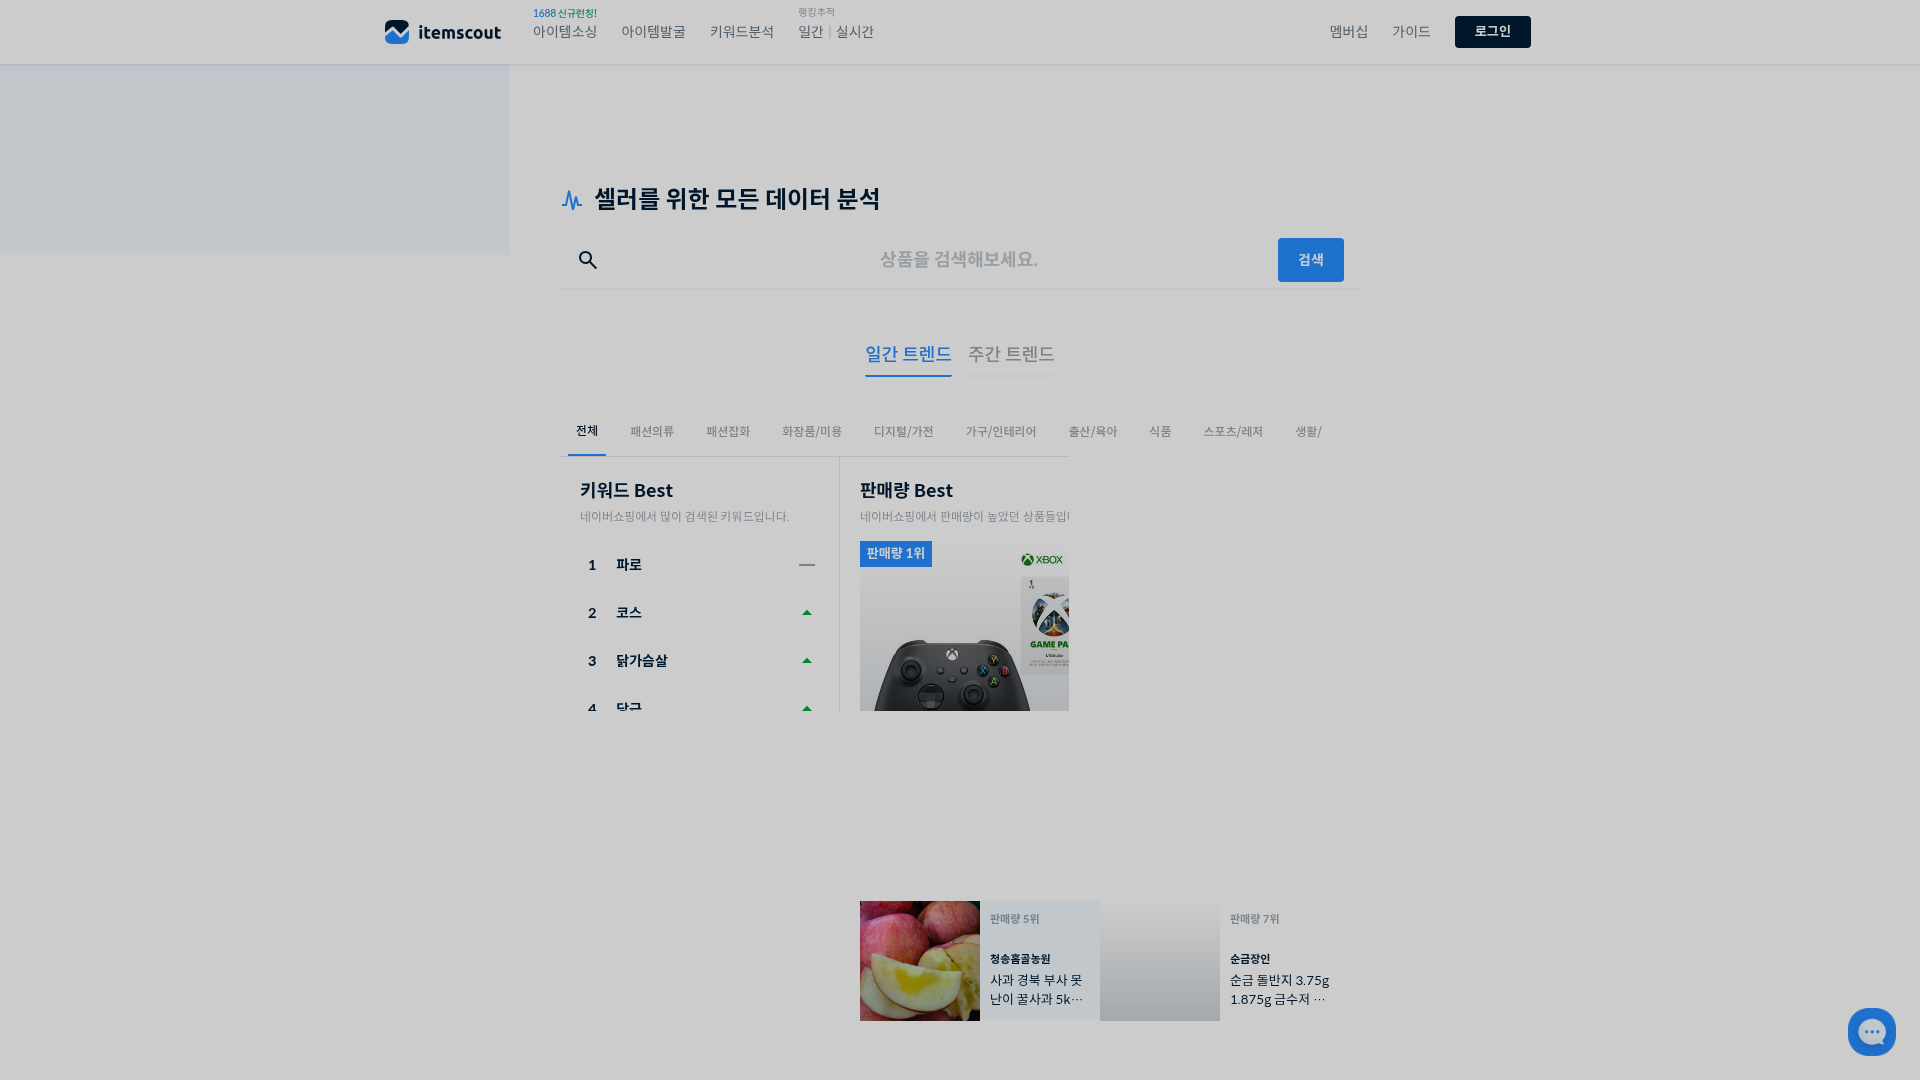 itemscout
1688 신규런칭!
아이템소싱
아이템발굴
키워드분석
랭킹추적
일간 | 실시간
멤버십
가이드
로그인
셀러를 위한 모든 데이터 분석
상품을 검색해보세요.
검색
일간 트렌드
주간 트렌드
전체
패션의류
패션잡화
화장품/미용
디지털/가전
가구/인테리어
출산/육아
식품
스포츠/레저
생활/
키워드 Best
네이버쇼핑에서 많이 검색된 키워드입니다.
1 파로
2 코스
3 닭가슴살
4 당근
판매량 Best
네이버쇼핑에서 판매량이 높았던 상품들입
판매량 1위
XBOX
GAME PA
Ultimate
Y
X B
A
판매량 5위
청송홈골농원
사과 경북 부사 못
난이 꿀사과 5k…
판매량 7위
순금장인
순금 돌반지 3.75g
1.875g 금수저 …